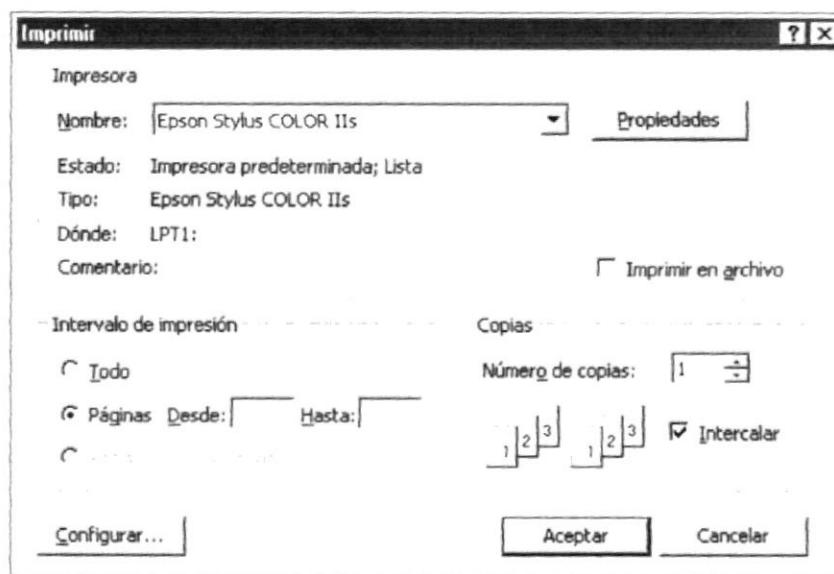 Imprimir
Impresora
Nombre: Epson Stylus COLOR IIs Propiedades
Estado: Impresora predeterminada; Lista
Tipo: Epson Stylus COLOR IIs
Dónde: LPT1:
Comentario: Imprimir en archivo
Intervalo de impresión Copias
Todo Número de copias: 1
Páginas Desde: Hasta: 1 2 3 1 2 3 Intercalar
Configurar... Aceptar Cancelar